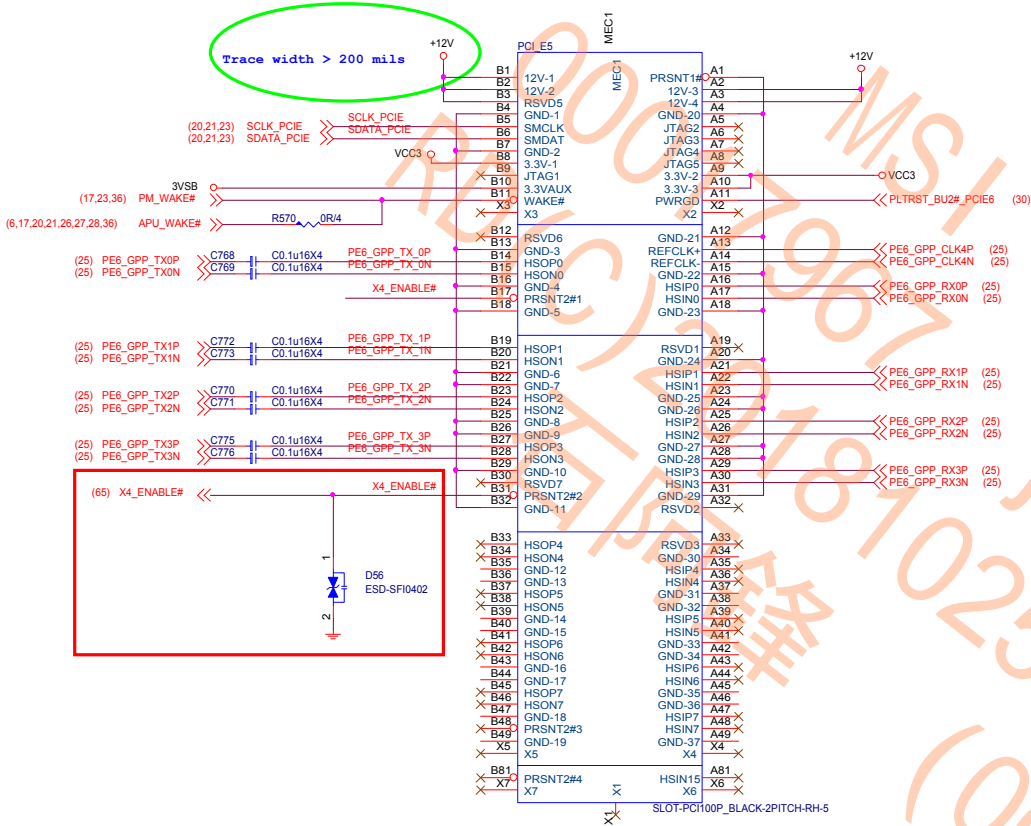 MEC1
PCI_E5
+12V
Trace width > 200 mils
+12V
B1 12V-1 MEC1 PRSNT1# A1
B2 12V-2 12V-3 A2
B3 RSVD5 12V-4 A3
B4 GND-1 GND-20 A4
(20,21,23) SCLK_PCIE SCLK_PCIE B5 SMCLK JTAG2 A5
(20,21,23) SDATA_PCIE SDATA_PCIE B6 SMDAT JTAG3 A6
B7 GND-2 JTAG4 A7
VCC3 B8 3.3V-1 JTAG5 A8
B9 JTAG1 3.3V-2 A9 VCC3
3VSB B10 3.3VAUX 3.3V-3 A10
(17,23,36) PM_WAKE# B11 WAKE# PWRGD A11 PLTRST_BU2#_PCIE6 (30)
X3 X3 X2 X2
(6,17,20,21,26,27,28,36) APU_WAKE# R570 0R/4
B12 RSVD6 GND-21 A12
B13 GND-3 REFCLK+ A13 PE6_GPP_CLK4P (25)
(25) PE6_GPP_TX0P C768 C0.1u16X4 PE6_GPP_TX_0P B14 HSOP0 REFCLK- A14 PE6_GPP_CLK4N (25)
(25) PE6_GPP_TX0N C769 C0.1u16X4 PE6_GPP_TX_0N B15 HSON0 GND-22 A15
B16 GND-4 HSIP0 A16 PE6_GPP_RX0P (25)
X4_ENABLE# B17 PRSNT2#1 HSIN0 A17 PE6_GPP_RX0N (25)
B18 GND-5 GND-23 A18
(25) PE6_GPP_TX1P C772 C0.1u16X4 PE6_GPP_TX_1P B19 HSOP1 RSVD1 A19
(25) PE6_GPP_TX1N C773 C0.1u16X4 PE6_GPP_TX_1N B20 HSON1 GND-24 A20
B21 GND-6 HSIP1 A21 PE6_GPP_RX1P (25)
B22 GND-7 HSIN1 A22 PE6_GPP_RX1N (25)
(25) PE6_GPP_TX2P C770 C0.1u16X4 PE6_GPP_TX_2P B23 HSOP2 GND-25 A23
(25) PE6_GPP_TX2N C771 C0.1u16X4 PE6_GPP_TX_2N B24 HSON2 GND-26 A24
B25 GND-8 HSIP2 A25 PE6_GPP_RX2P (25)
B26 GND-9 HSIN2 A26 PE6_GPP_RX2N (25)
(25) PE6_GPP_TX3P C775 C0.1u16X4 PE6_GPP_TX_3P B27 HSOP3 GND-27 A27
(25) PE6_GPP_TX3N C776 C0.1u16X4 PE6_GPP_TX_3N B28 HSON3 GND-28 A28
B29 GND-10 HSIP3 A29 PE6_GPP_RX3P (25)
B30 RSVD7 HSIN3 A30 PE6_GPP_RX3N (25)
(65) X4_ENABLE# X4_ENABLE# B31 PRSNT2#2 GND-29 A31
B32 GND-11 RSVD2 A32
B33 HSOP4 RSVD3 A33
B34 HSON4 GND-30 A34
B35 GND-12 HSIP4 A35
B36 GND-13 HSIN4 A36
B37 HSOP5 GND-31 A37
B38 HSON5 GND-32 A38
B39 GND-14 HSIP5 A39
B40 GND-15 HSIN5 A40
B41 HSOP6 GND-33 A41
B42 HSON6 GND-34 A42
B43 GND-16 HSIP6 A43
B44 GND-17 HSIN6 A44
B45 HSOP7 GND-35 A45
B46 HSON7 GND-36 A46
B47 GND-18 HSIP7 A47
B48 PRSNT2#3 HSIN7 A48
B49 GND-19 GND-37 A49
X5 X5 X4 X4
1
D56
ESD-SFI0402
2
B81 PRSNT2#4 HSIN15 A81
X7 X7 X1 X6 X6
X1
SLOT-PCI100P_BLACK-2PITCH-RH-5
MSI
00017967
RD(C)20181025
石阿鋒